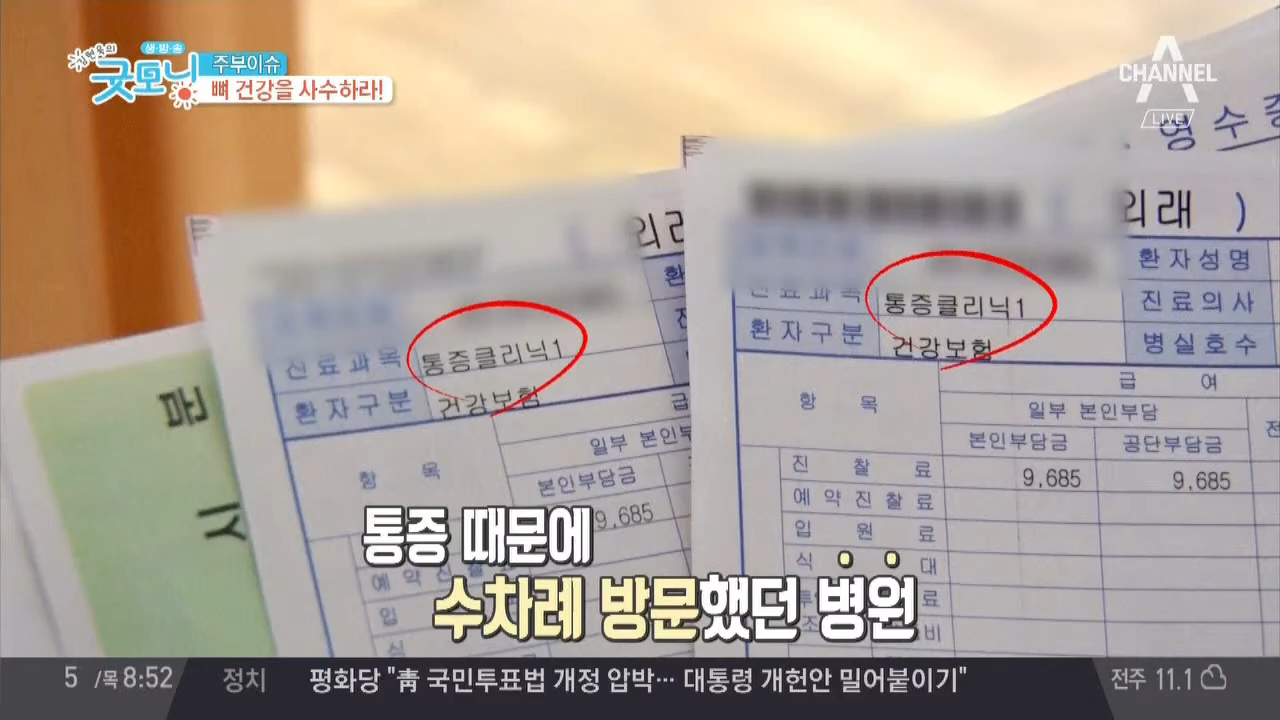 생·방·송
굿모닝
주부이슈
뼈 건강을 사수하라!
CHANNEL A
LIVE
영수증
외래
외래 )
환자성명
진료과목 통증클리닉1 진료의사
환자구분 건강보험 병실호수
급 여
항 목 일부 본인부담
본인부담금 공단부담금
진 찰 료 9,685 9,685
예 약 진 찰 료
입 원 료
식 대
진료과목 통증클리닉1
환자구분 건강보험
급
항 목 일부 본인부
본인부담금
9,685
예 약 진 찰
입
식
통증 때문에
수차례 방문했던 병원
5 /목 8:52 정치 평화당 "靑 국민투표법 개정 압박… 대통령 개헌안 밀어붙이기" 전주 11.1